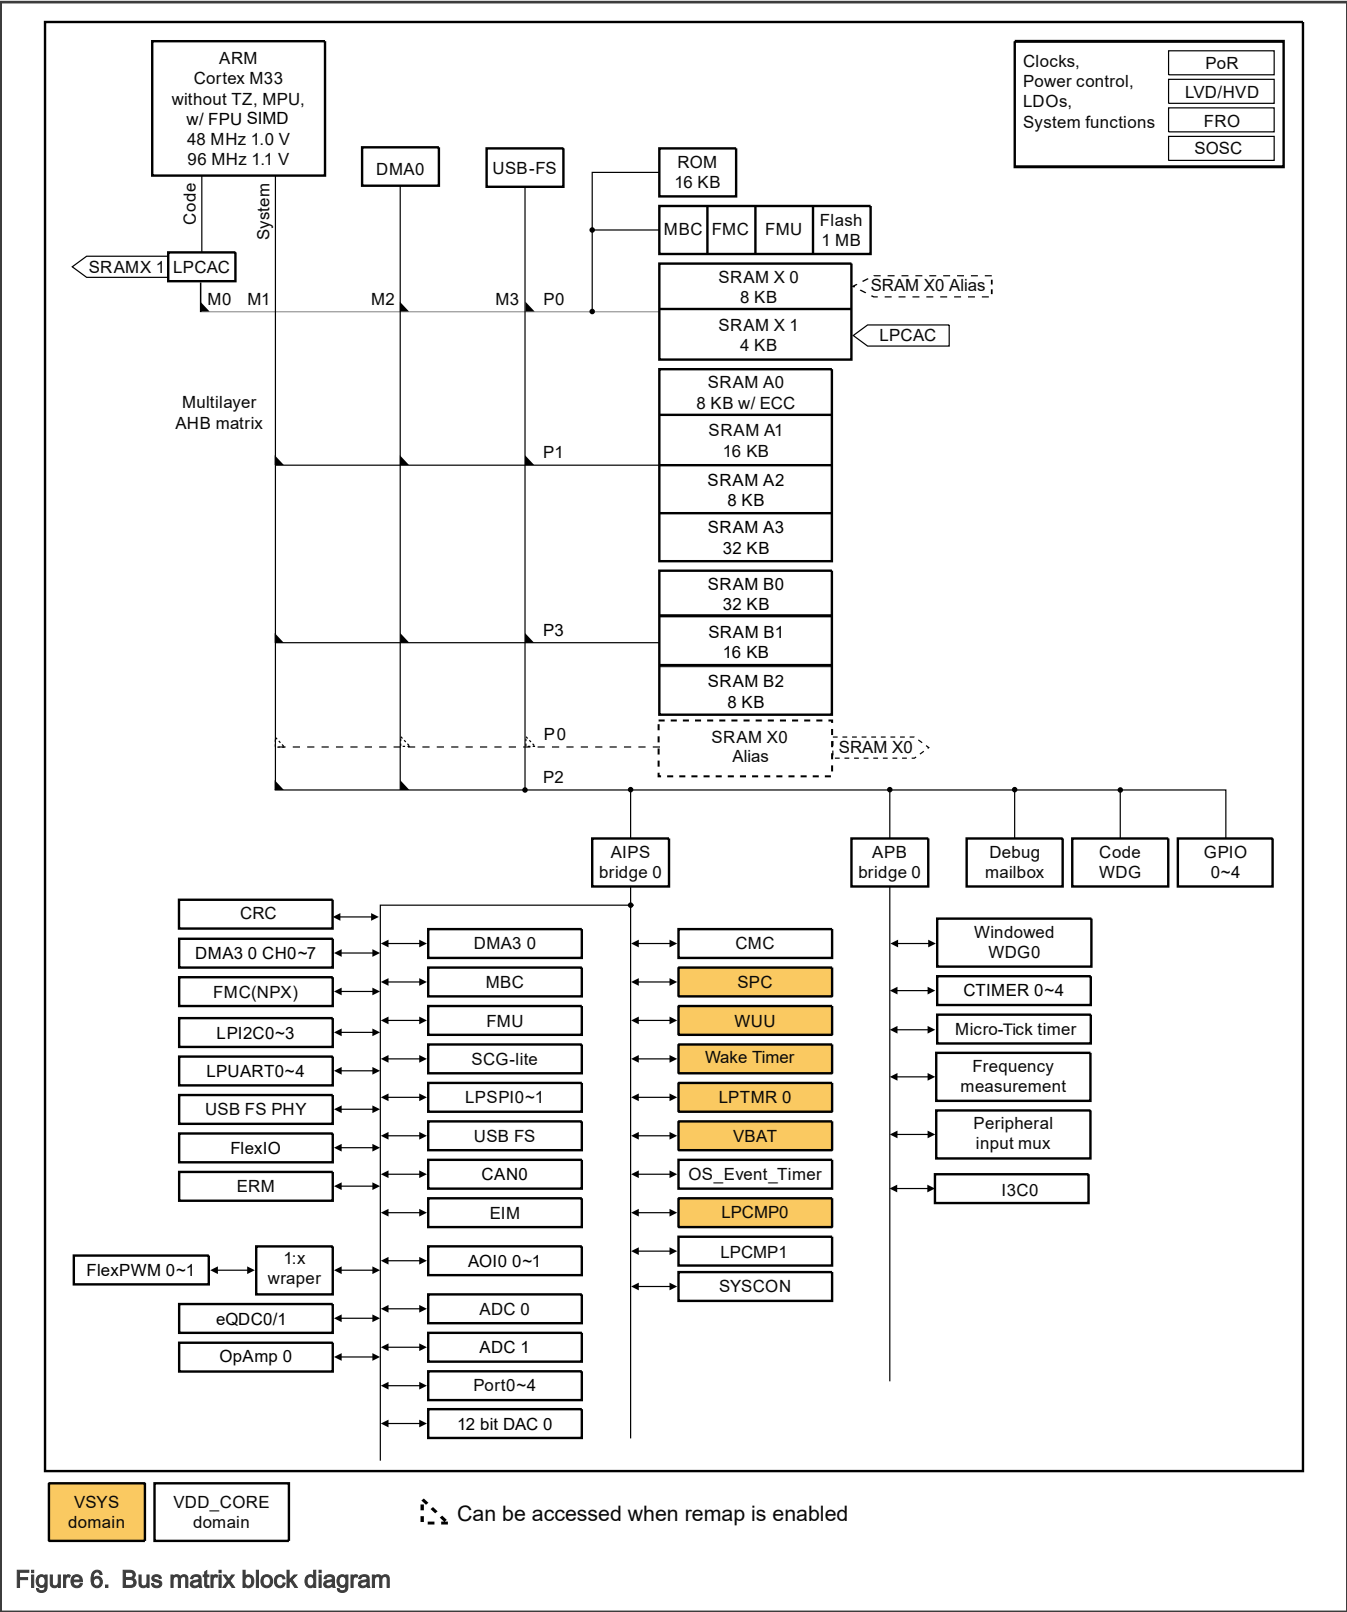 ARM
Cortex M33
without TZ, MPU,
w/ FPU SIMD
48 MHz 1.0 V
96 MHz 1.1 V
Clocks,
Power control,
LDOs,
System functions
PoR
LVD/HVD
FRO
SOSC
DMA0
USB-FS
ROM
16 KB
Code
System
MBC
FMC
FMU
Flash
1 MB
SRAMX 1
LPCAC
SRAM X 0
8 KB
SRAM X0 Alias
M0
M1
M2
M3
P0
SRAM X 1
4 KB
LPCAC
Multilayer
AHB matrix
SRAM A0
8 KB w/ ECC
SRAM A1
16 KB
P1
SRAM A2
8 KB
SRAM A3
32 KB
SRAM B0
32 KB
P3
SRAM B1
16 KB
SRAM B2
8 KB
P0
SRAM X0
Alias
SRAM X0
P2
AIPS
bridge 0
APB
bridge 0
Debug
mailbox
Code
WDG
GPIO
0~4
CRC
DMA3 0 CH0~7
FMC(NPX)
LPI2C0~3
LPUART0~4
USB FS PHY
FlexIO
ERM
FlexPWM 0~1
1:x
wraper
eQDC0/1
OpAmp 0
DMA3 0
MBC
FMU
SCG-lite
LPSPI0~1
USB FS
CAN0
EIM
AOI0 0~1
ADC 0
ADC 1
Port0~4
12 bit DAC 0
CMC
SPC
WUU
Wake Timer
LPTMR 0
VBAT
OS_Event_Timer
LPCMP0
LPCMP1
SYSCON
Windowed
WDG0
CTIMER 0~4
Micro-Tick timer
Frequency
measurement
Peripheral
input mux
I3C0
VSYS
domain
VDD_CORE
domain
Can be accessed when remap is enabled
Figure 6. Bus matrix block diagram